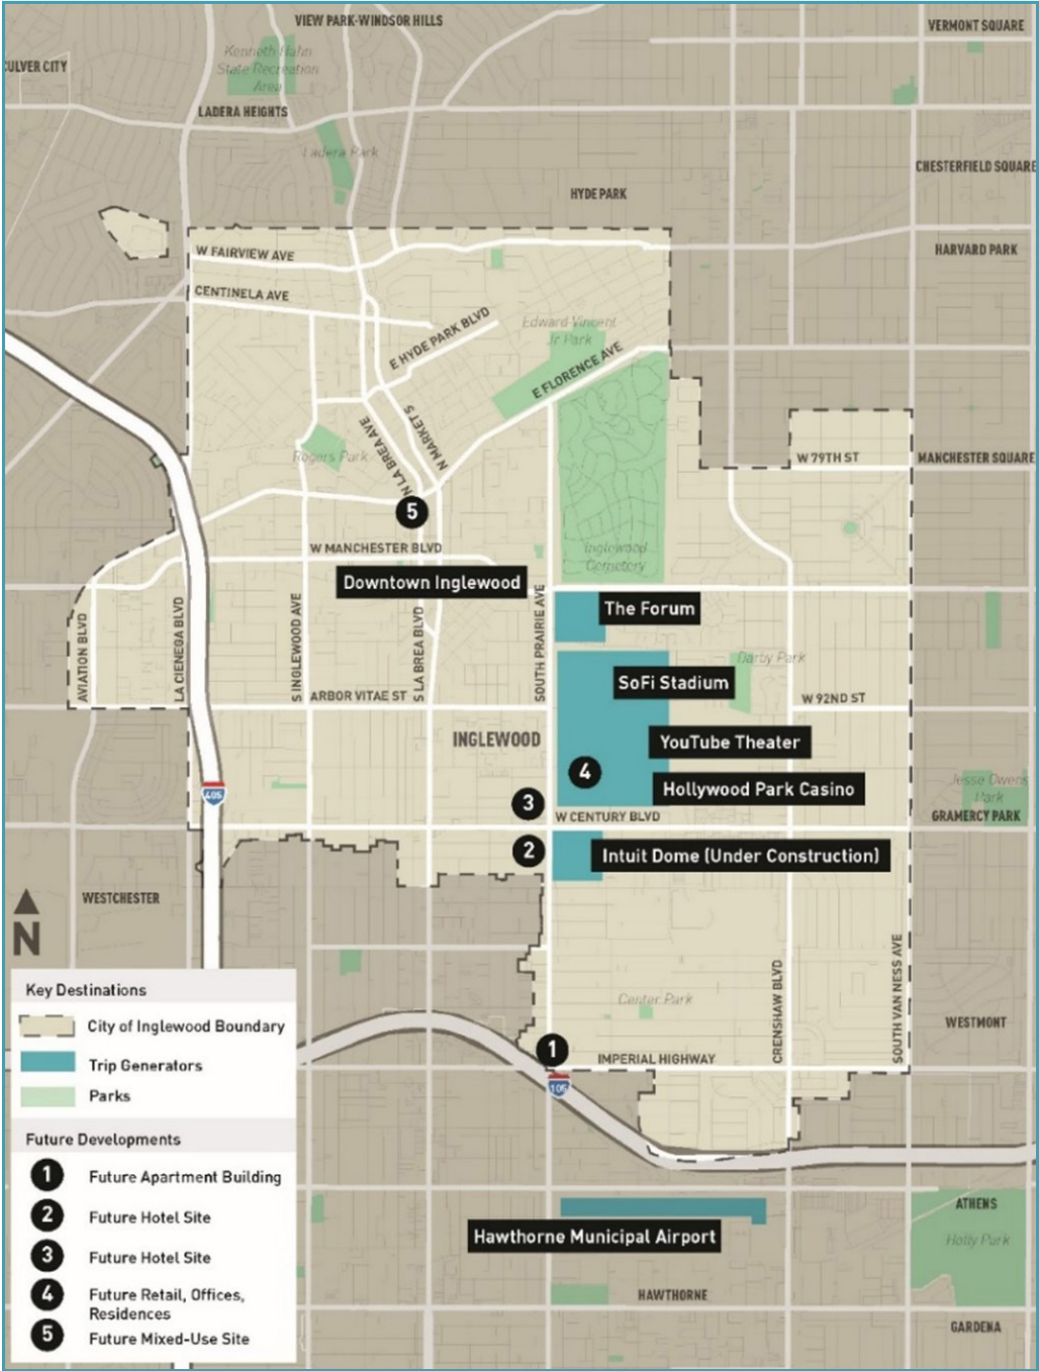 VIEW PARK-WINDSOR HILLS
VERMONT SQUARE
Kenneth Hahn
State Recreation
Area
CULVER CITY
LADERA HEIGHTS
Ladera Park
CHESTERFIELD SQUARE
HYDE PARK
W FAIRVIEW AVE
HARVARD PARK
CENTINELA AVE
E HYDE PARK BLVD
Edward Vincent
Jr Park
E FLORENCE AVE
N LA BREA AVE
N MARKET S
Rogers Park
W 79TH ST
MANCHESTER SQUARE
5
W MANCHESTER BLVD
Inglewood
Cemetery
Downtown Inglewood
The Forum
AVIATION BLVD
LA CIENEGA BLVD
S INGLEWOOD AVE
S LA BREA BLVD
SOUTH PRAIRIE AVE
Darby Park
SoFi Stadium
ARBOR VITAE ST
W 92ND ST
INGLEWOOD
YouTube Theater
4
Hollywood Park Casino
405
Jesse Owens
Park
3
W CENTURY BLVD
GRAMERCY PARK
2
Intuit Dome (Under Construction)
WESTCHESTER
N
Center Park
CRENSHAW BLVD
SOUTH VAN NESS AVE
WESTMONT
1
IMPERIAL HIGHWAY
105
Key Destinations
City of Inglewood Boundary
Trip Generators
Parks
Future Developments
1 Future Apartment Building
2 Future Hotel Site
3 Future Hotel Site
4 Future Retail, Offices,
Residences
5 Future Mixed-Use Site
Hawthorne Municipal Airport
ATHENS
Holly Park
HAWTHORNE
GARDENA